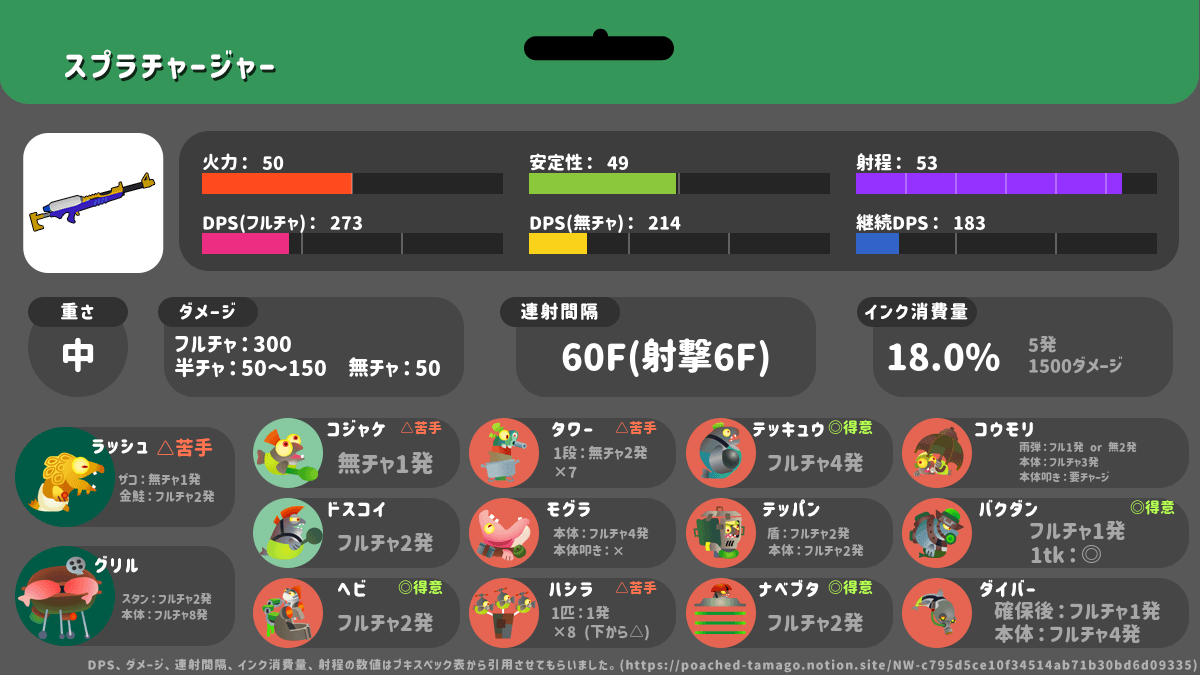 スプラチャージャー
火力： 50
安定性： 49
射程： 53
DPS(フルチャ)： 273
DPS(無チャ)： 214
継続DPS： 183
重さ
中
ダメージ
フルチャ：300
半チャ：50〜150　無チャ：50
連射間隔
60F(射撃6F)
インク消費量
18.0%
5発
1500ダメージ
ラッシュ △苦手
ザコ：無チャ1発
金鮭：フルチャ2発
グリル
スタン：フルチャ2発
本体：フルチャ8発
コジャケ △苦手
無チャ1発
タワー △苦手
1段：無チャ2発
×7
テッキュウ ◎得意
フルチャ4発
コウモリ
雨弾：フル1発 or 無2発
本体：フルチャ3発
本体叩き：要チャージ
ドスコイ
フルチャ2発
モグラ
本体：フルチャ4発
本体叩き：×
テッパン
盾：フルチャ2発
本体：フルチャ2発
バクダン ◎得意
フルチャ1発
1tk：◎
ヘビ ◎得意
フルチャ2発
ハシラ △苦手
1匹：1発
×8 (下から△)
ナベブタ ◎得意
フルチャ2発
ダイバー
確保後：フルチャ1発
本体：フルチャ4発
DPS、ダメージ、連射間隔、インク消費量、射程の数値はブキスペック表から引用させてもらいました。(https://poached-tamago.notion.site/NW-c795d5ce10f34514ab71b30bd6d09335)